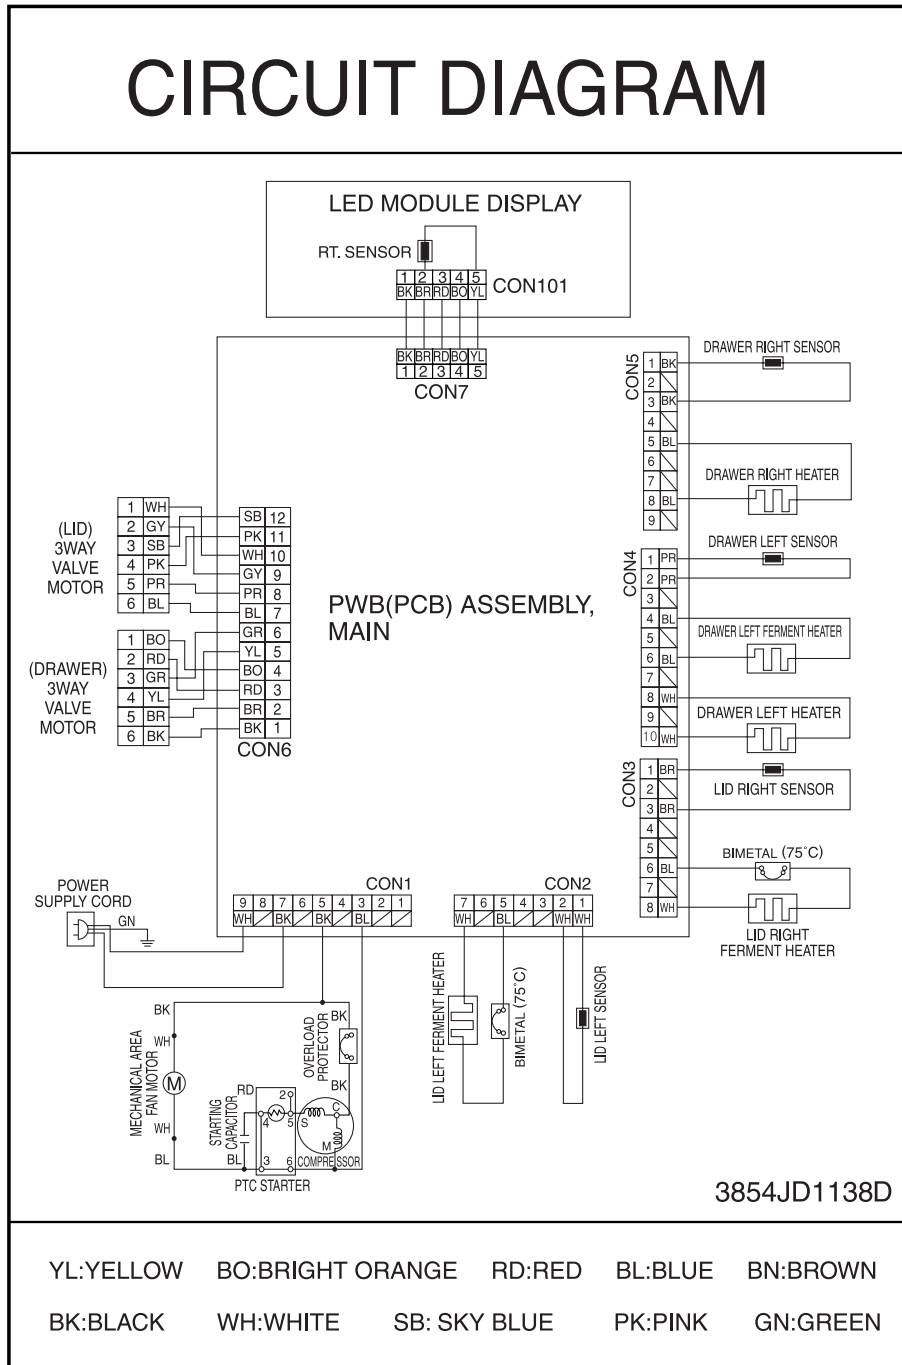 CIRCUIT DIAGRAM
LED MODULE DISPLAY
RT. SENSOR
1 2 3 4 5
BK BR RD BO YL
CON101
BK BR RD BO YL
1 2 3 4 5
CON7
PWB(PCB) ASSEMBLY,
MAIN
(LID)
3WAY
VALVE
MOTOR
1 WH
2 GY
3 SB
4 PK
5 PR
6 BL
(DRAWER)
3WAY
VALVE
MOTOR
1 BO
2 RD
3 GR
4 YL
5 BR
6 BK
SB 12
PK 11
WH 10
GY 9
PR 8
BL 7
GR 6
YL 5
BO 4
RD 3
BR 2
BK 1
CON6
CON5
1 BK
2
3 BK
4
5 BL
6
7
8 BL
9
DRAWER RIGHT SENSOR
DRAWER RIGHT HEATER
CON4
1 PR
2 PR
3
4 BL
5
6 BL
7
8 WH
9
10 WH
DRAWER LEFT SENSOR
DRAWER LEFT FERMENT HEATER
DRAWER LEFT HEATER
CON3
1 BR
2
3 BR
4
5
6 BL
7
8 WH
LID RIGHT SENSOR
BIMETAL (75˚C)
LID RIGHT
FERMENT HEATER
CON1
9 8 7 6 5 4 3 2 1
WH BK BK BL
CON2
7 6 5 4 3 2 1
WH BL WH WH
POWER
SUPPLY CORD
GN
LID LEFT FERMENT HEATER
BIMETAL (75˚C)
LID LEFT SENSOR
BK
WH
MECHANICAL AREA
FAN MOTOR
M
WH
BL
STARTING
CAPACITOR
BL
RD
2
4 5
3 6
PTC STARTER
OVERLOAD
PROTECTOR
BK
BK
C
S
M
COMPRESSOR
3854JD1138D
YL:YELLOW BO:BRIGHT ORANGE RD:RED BL:BLUE BN:BROWN
BK:BLACK WH:WHITE SB: SKY BLUE PK:PINK GN:GREEN